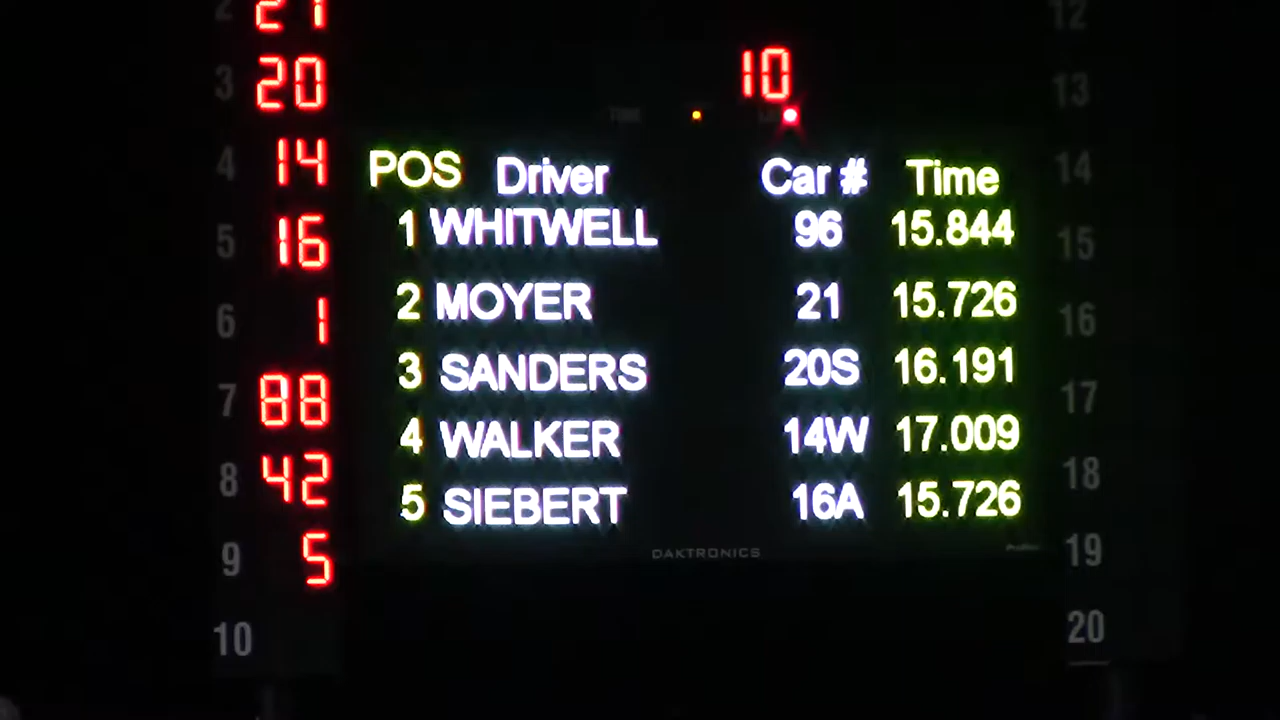 2 21
3 20
4 14
5 16
6 1
7 88
8 42
9 5
10
10
TIME
POS Driver Car # Time
1 WHITWELL 96 15.844
2 MOYER 21 15.726
3 SANDERS 20S 16.191
4 WALKER 14W 17.009
5 SIEBERT 16A 15.726
DAKTRONICS
12
13
14
15
16
17
18
19
20